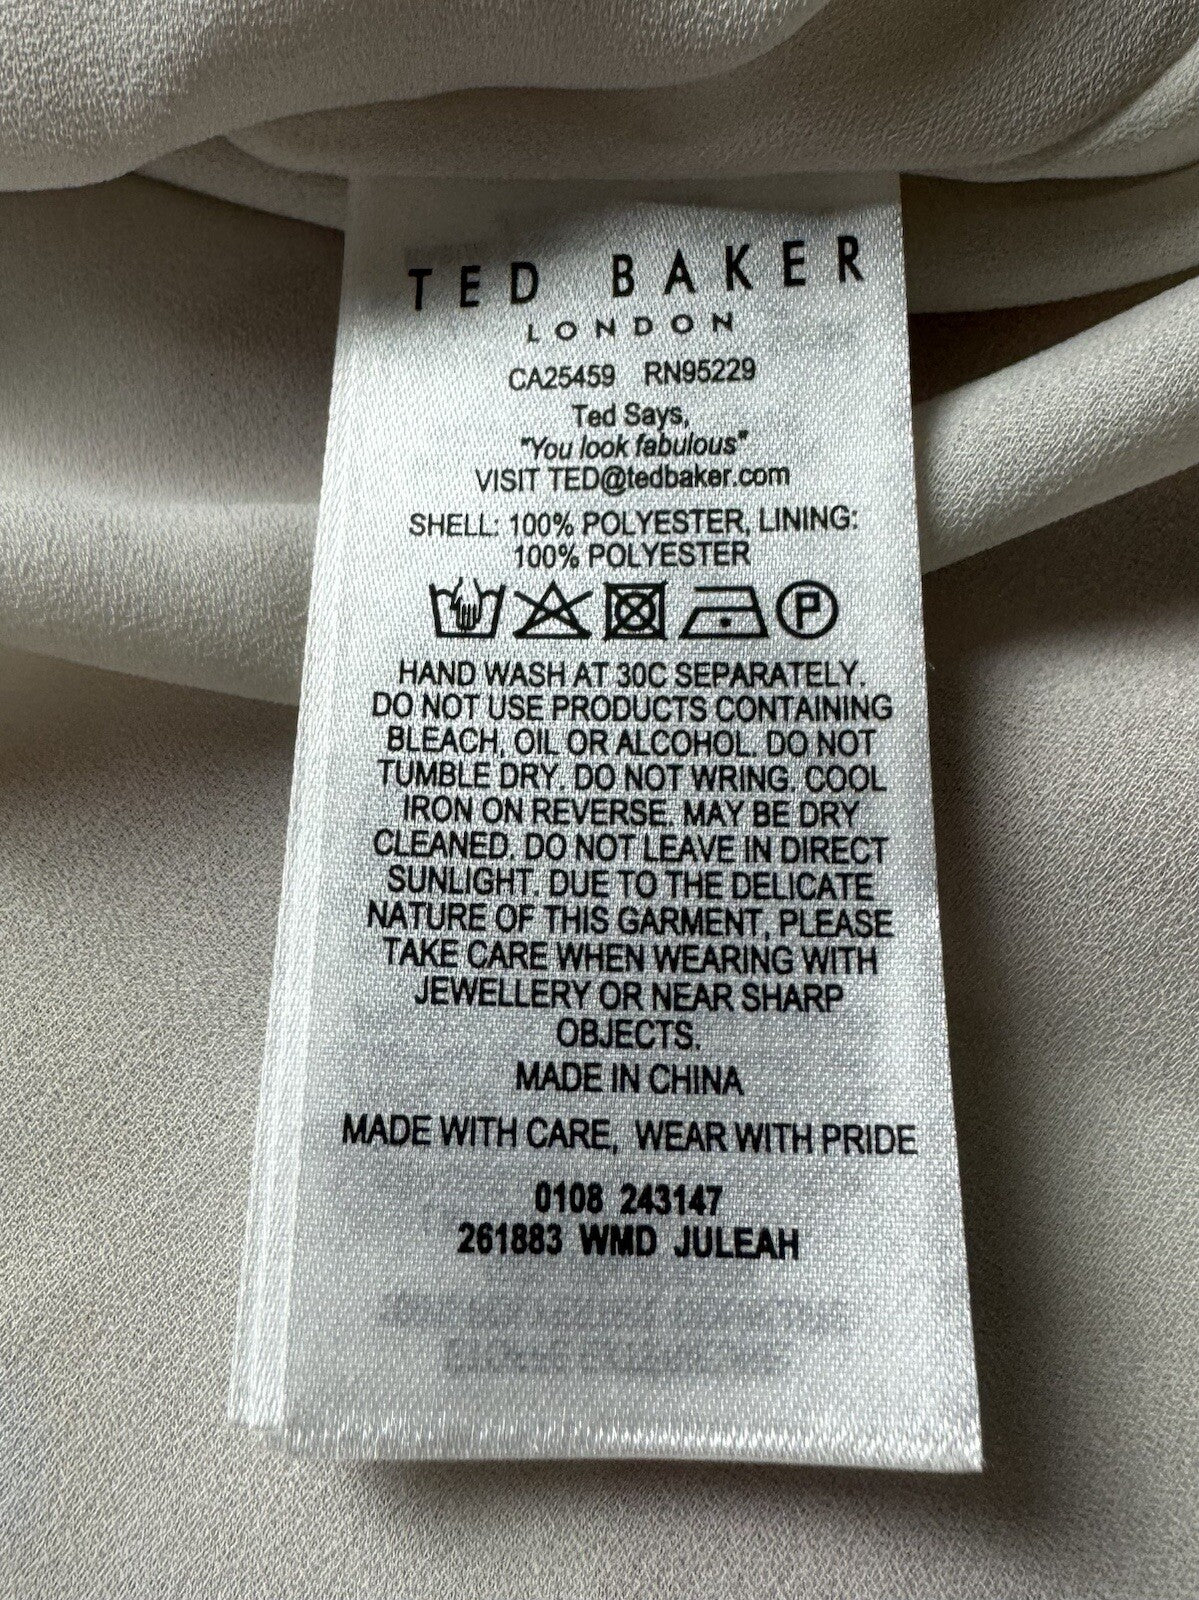 TED BAKER
LONDON
CA25459 RN95229
Ted Says,
"You look fabulous"
VISIT TED@tedbaker.com
SHELL: 100% POLYESTER, LINING:
100% POLYESTER
P
HAND WASH AT 30C SEPARATELY.
DO NOT USE PRODUCTS CONTAINING
BLEACH, OIL OR ALCOHOL. DO NOT
TUMBLE DRY. DO NOT WRING. COOL
IRON ON REVERSE. MAY BE DRY
CLEANED. DO NOT LEAVE IN DIRECT
SUNLIGHT. DUE TO THE DELICATE
NATURE OF THIS GARMENT, PLEASE
TAKE CARE WHEN WEARING WITH
JEWELLERY OR NEAR SHARP
OBJECTS.
MADE IN CHINA
MADE WITH CARE, WEAR WITH PRIDE
0108 243147
261883 WMD JULEAH